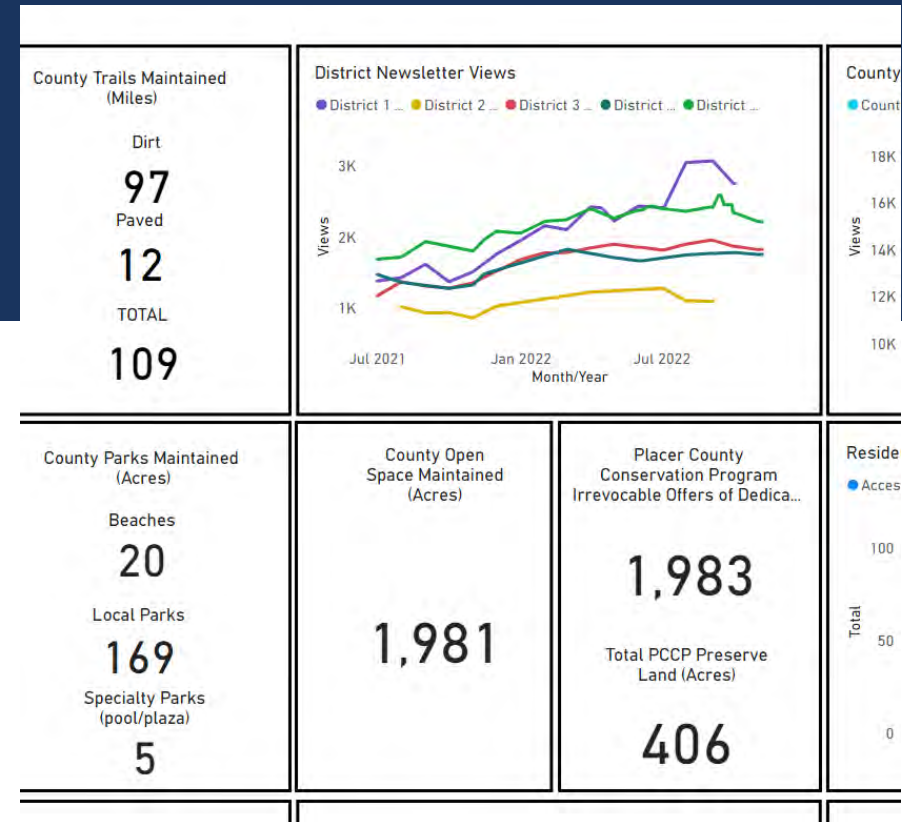 County Trails Maintained
(Miles)
Dirt
97
Paved
12
TOTAL
109
District Newsletter Views
District 1 ... District 2 ... District 3 ... District ... District ...
3K
2K
1K
Views
Jul 2021 Jan 2022 Jul 2022
Month/Year
County
Count
18K
16K
14K
12K
10K
Views
County Parks Maintained
(Acres)
Beaches
20
Local Parks
169
Specialty Parks
(pool/plaza)
5
County Open
Space Maintained
(Acres)
1,981
Placer County
Conservation Program
Irrevocable Offers of Dedica...
1,983
Total PCCP Preserve
Land (Acres)
406
Reside
Acces
100
50
0
Total